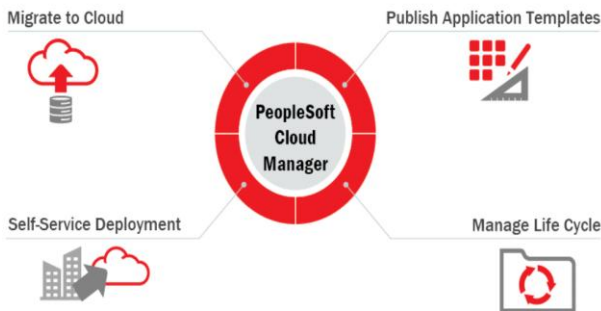 Migrate to Cloud
Publish Application Templates
PeopleSoft
Cloud
Manager
Self-Service Deployment
Manage Life Cycle